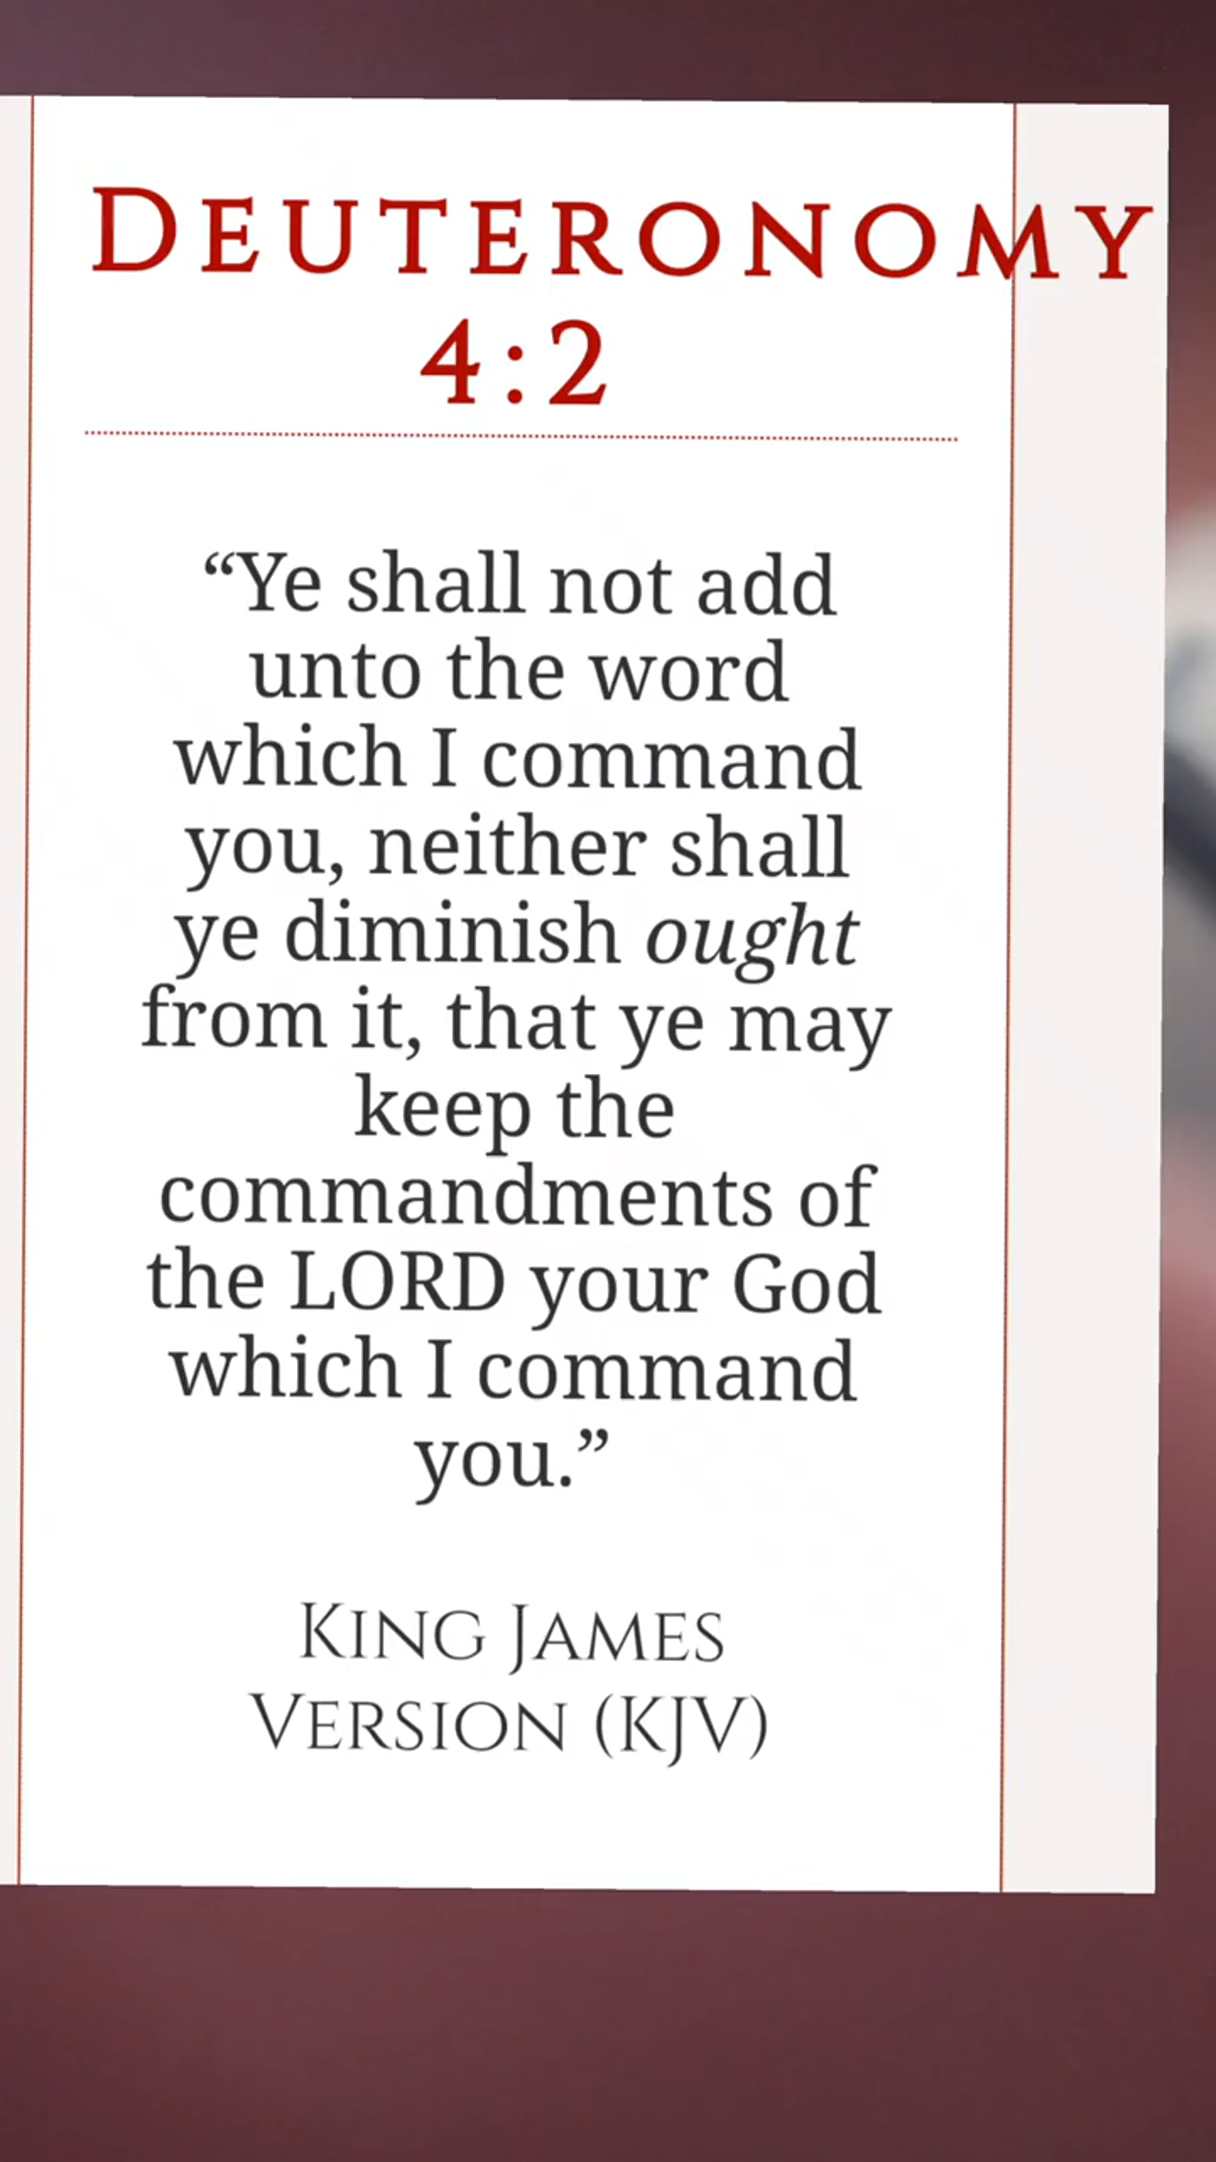 DEUTERONOMY
4:2
“Ye shall not add
unto the word
which I command
you, neither shall
ye diminish ought
from it, that ye may
keep the
commandments of
the LORD your God
which I command
you.”
KING JAMES
VERSION (KJV)